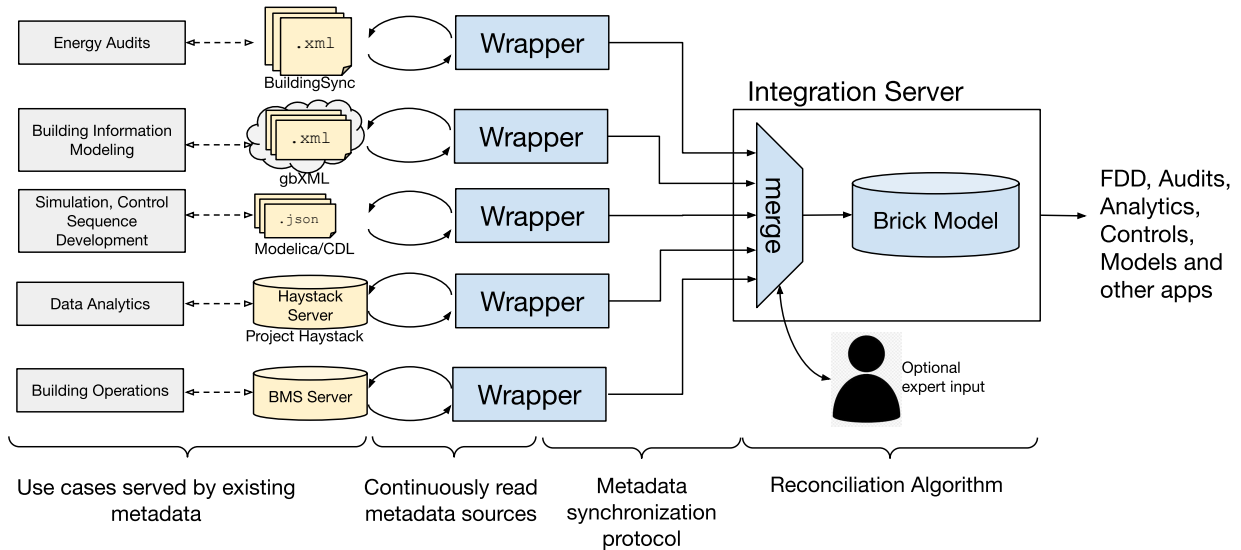 Energy Audits
.xml
BuildingSync
Wrapper
Building Information
Modeling
.xml
gbXML
Wrapper
Simulation, Control
Sequence
Development
.json
Modelica/CDL
Wrapper
Data Analytics
Haystack
Server
Project Haystack
Wrapper
Building Operations
BMS Server
Wrapper
Integration Server
merge
Brick Model
Optional
expert input
FDD, Audits,
Analytics,
Controls,
Models and
other apps
Use cases served by existing
metadata
Continuously read
metadata sources
Metadata
synchronization
protocol
Reconciliation Algorithm